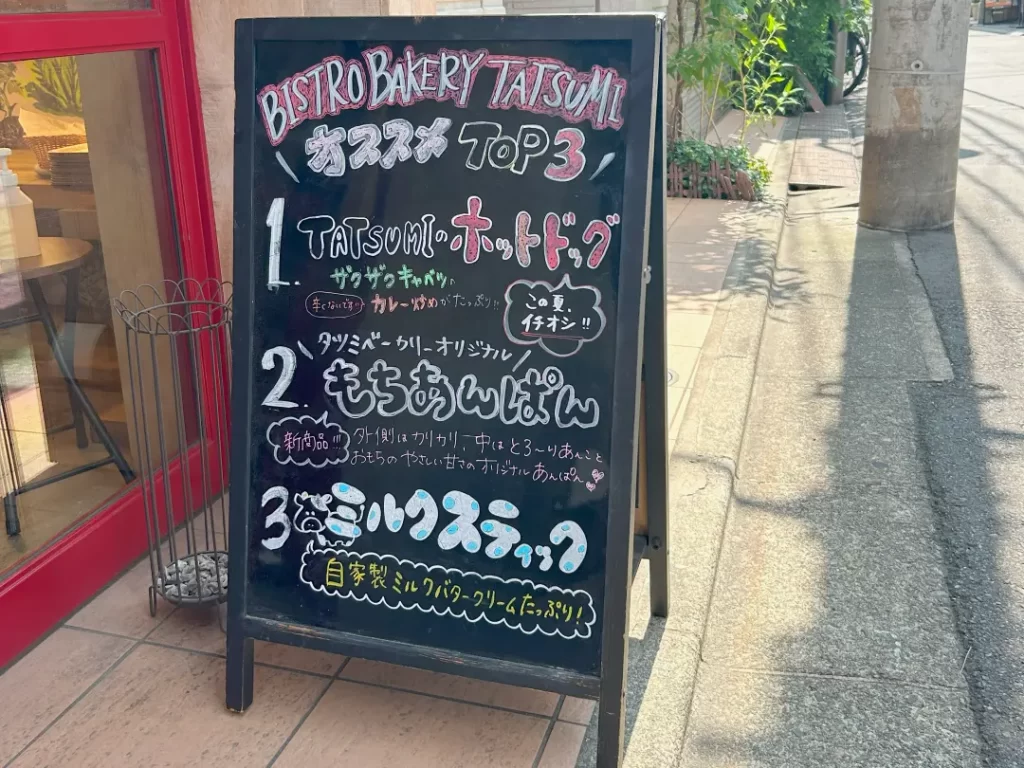 BISTRO BAKERY TATSUMI
オススメ TOP 3
1. TATSUMIのホットドッグ
ザクザクキャベツの
辛くないです!! カレー炒めがたっぷり!!
この夏、
イチオシ!!
タツミベーカリーオリジナル
2. もちあんぱん
新商品!!! 外側はカリカリ、中はとろ〜りあんこと
おもちのやさしい甘さのオリジナルあんぱん
3 ミルクスティック
自家製ミルクバタークリームたっぷり!